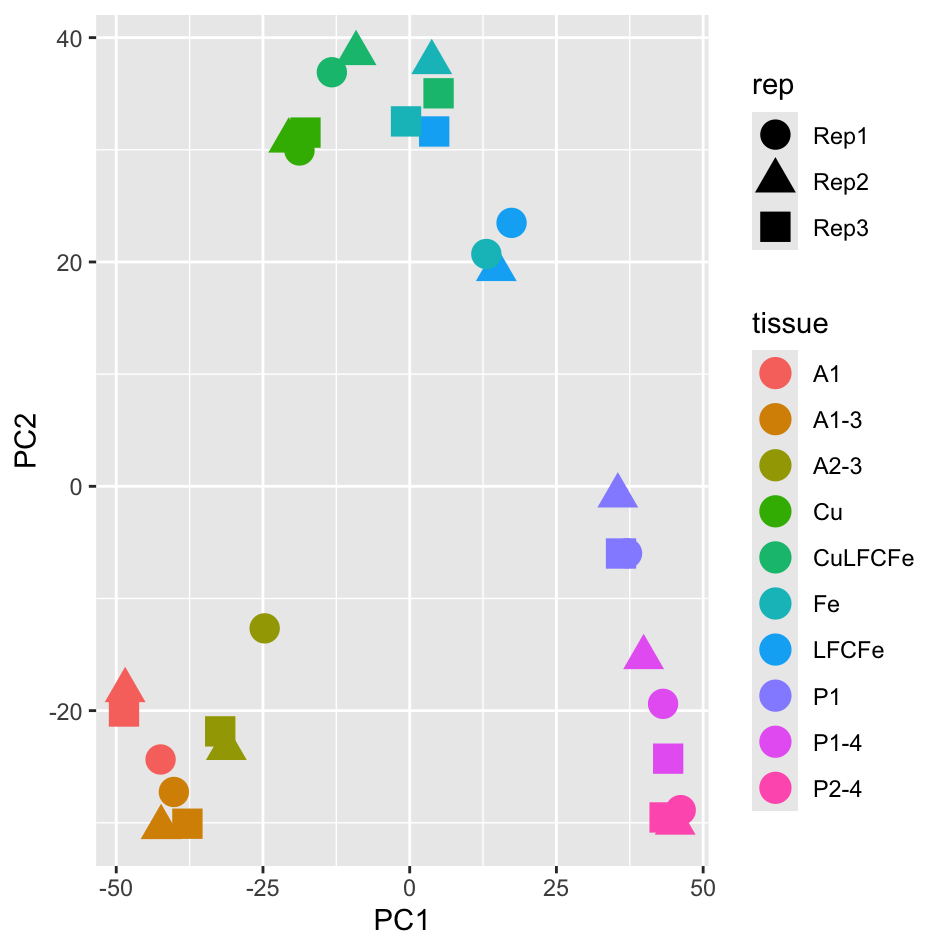 40
20
0
-20
-50
-25
0
25
50
PC1
PC2
rep
Rep1
Rep2
Rep3
tissue
A1
A1-3
A2-3
Cu
CuLFCFe
Fe
LFCFe
P1
P1-4
P2-4